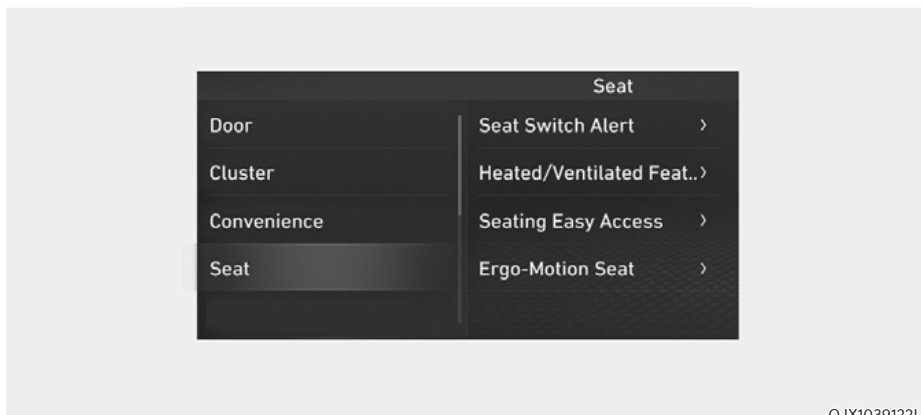 Seat
Door
Cluster
Convenience
Seat
Seat Switch Alert >
Heated/Ventilated Feat..>
Seating Easy Access >
Ergo-Motion Seat >